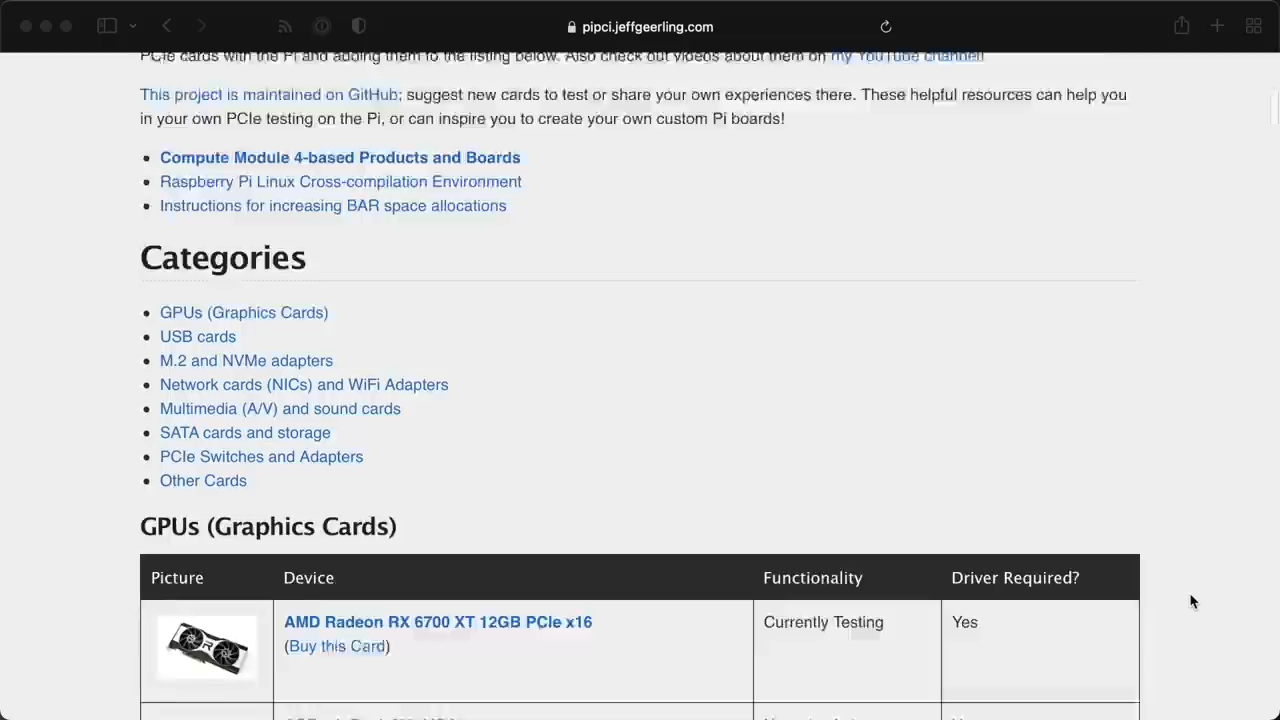 pipci.jeffgeerling.com
PCIe cards with the Pi and adding them to the listing below. Also check out videos about them on my YouTube channel!
This project is maintained on GitHub; suggest new cards to test or share your own experiences there. These helpful resources can help you
in your own PCIe testing on the Pi, or can inspire you to create your own custom Pi boards!
Compute Module 4-based Products and Boards
Raspberry Pi Linux Cross-compilation Environment
Instructions for increasing BAR space allocations
Categories
GPUs (Graphics Cards)
USB cards
M.2 and NVMe adapters
Network cards (NICs) and WiFi Adapters
Multimedia (A/V) and sound cards
SATA cards and storage
PCIe Switches and Adapters
Other Cards
GPUs (Graphics Cards)
Picture Device Functionality Driver Required?
AMD Radeon RX 6700 XT 12GB PCIe x16 Currently Testing Yes
(Buy this Card)